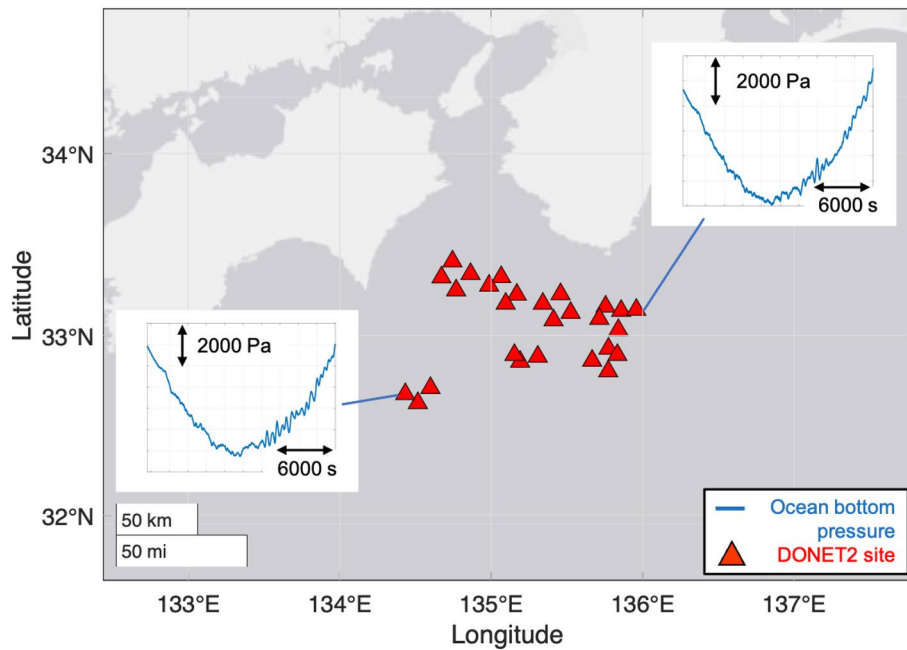 2000 Pa
6000 s
34°N
33°N
32°N
Latitude
2000 Pa
6000 s
50 km
50 mi
Ocean bottom
pressure
DONET2 site
133°E
134°E
135°E
136°E
137°E
Longitude